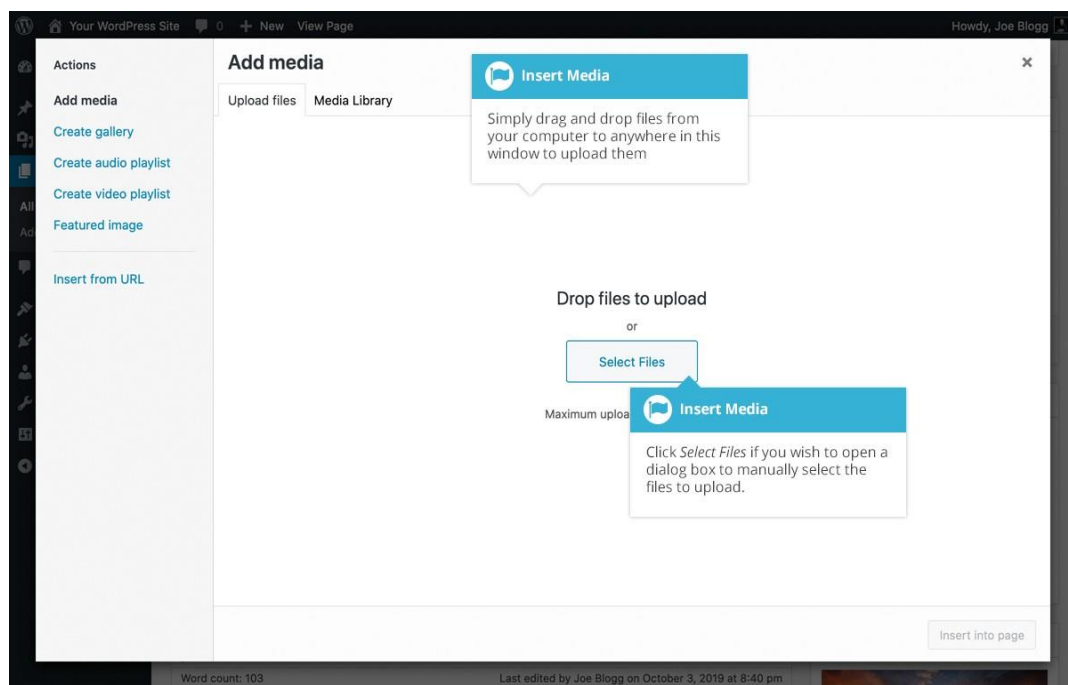 Your WordPress Site 0 + New View Page Howdy, Joe Blogg
Actions
Add media
Create gallery
Create audio playlist
Create video playlist
Featured image
Insert from URL
Add media ×
Upload files Media Library
Insert Media
Simply drag and drop files from
your computer to anywhere in this
window to upload them
Drop files to upload
or
Select Files
Maximum uploa
Insert Media
Click Select Files if you wish to open a
dialog box to manually select the
files to upload.
Insert into page
All
Ad
Word count: 103 Last edited by Joe Blogg on October 3, 2019 at 8:40 pm